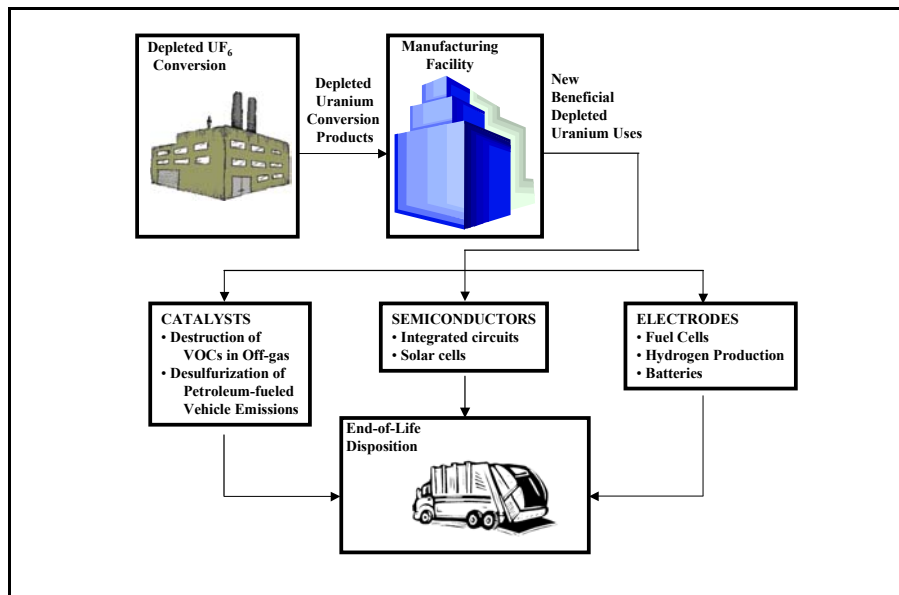 Depleted UF₆
Conversion
Depleted
Uranium
Conversion
Products
Manufacturing
Facility
New
Beneficial
Depleted
Uranium Uses
CATALYSTS
• Destruction of
VOCs in Off-gas
• Desulfurization of
Petroleum-fueled
Vehicle Emissions
SEMICONDUCTORS
• Integrated circuits
• Solar cells
ELECTRODES
• Fuel Cells
• Hydrogen Production
• Batteries
End-of-Life
Disposition